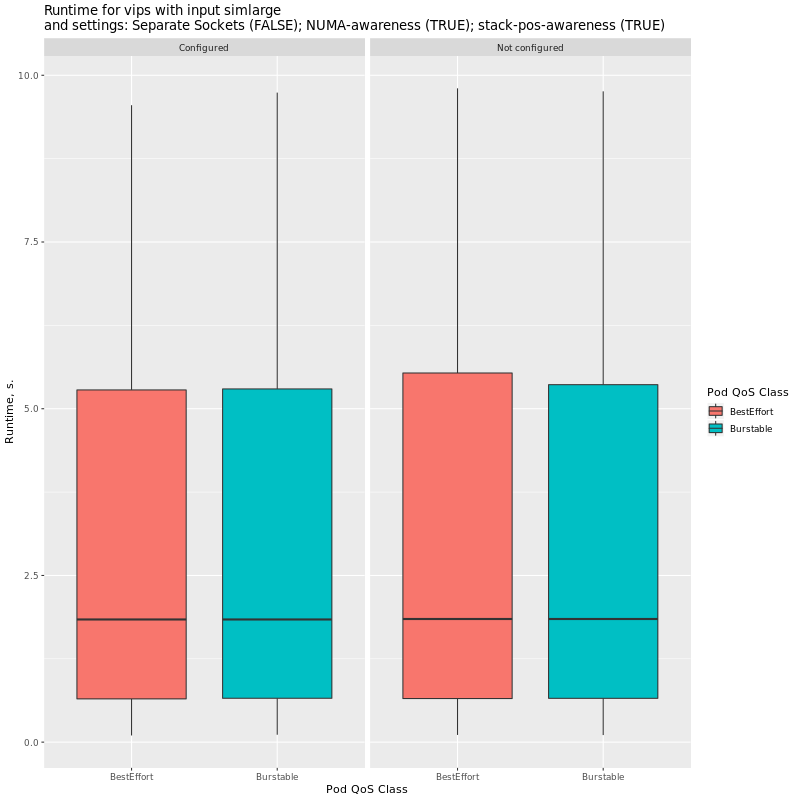 Runtime for vips with input simlarge
and settings: Separate Sockets (FALSE); NUMA-awareness (TRUE); stack-pos-awareness (TRUE)
Configured
Not configured
10.0
7.5
5.0
2.5
0.0
Runtime, s.
BestEffort
Burstable
BestEffort
Burstable
Pod QoS Class
Pod QoS Class
BestEffort
Burstable